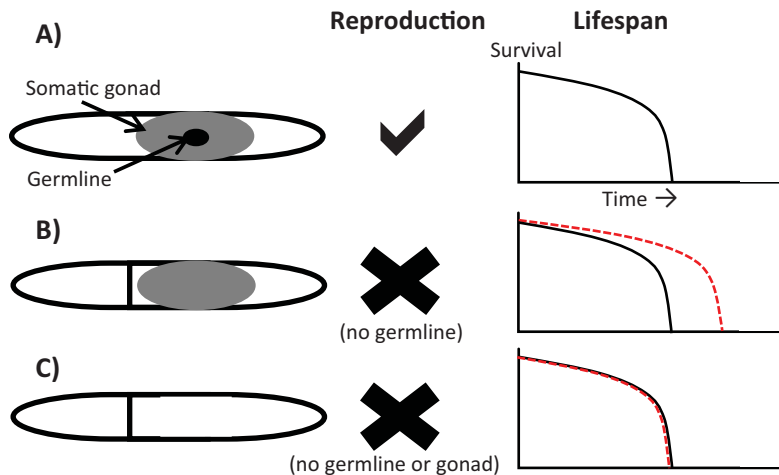 Reproduction Lifespan
A)
Survival
Somatic gonad
Germline
Time →
B)
(no germline)
C)
(no germline or gonad)